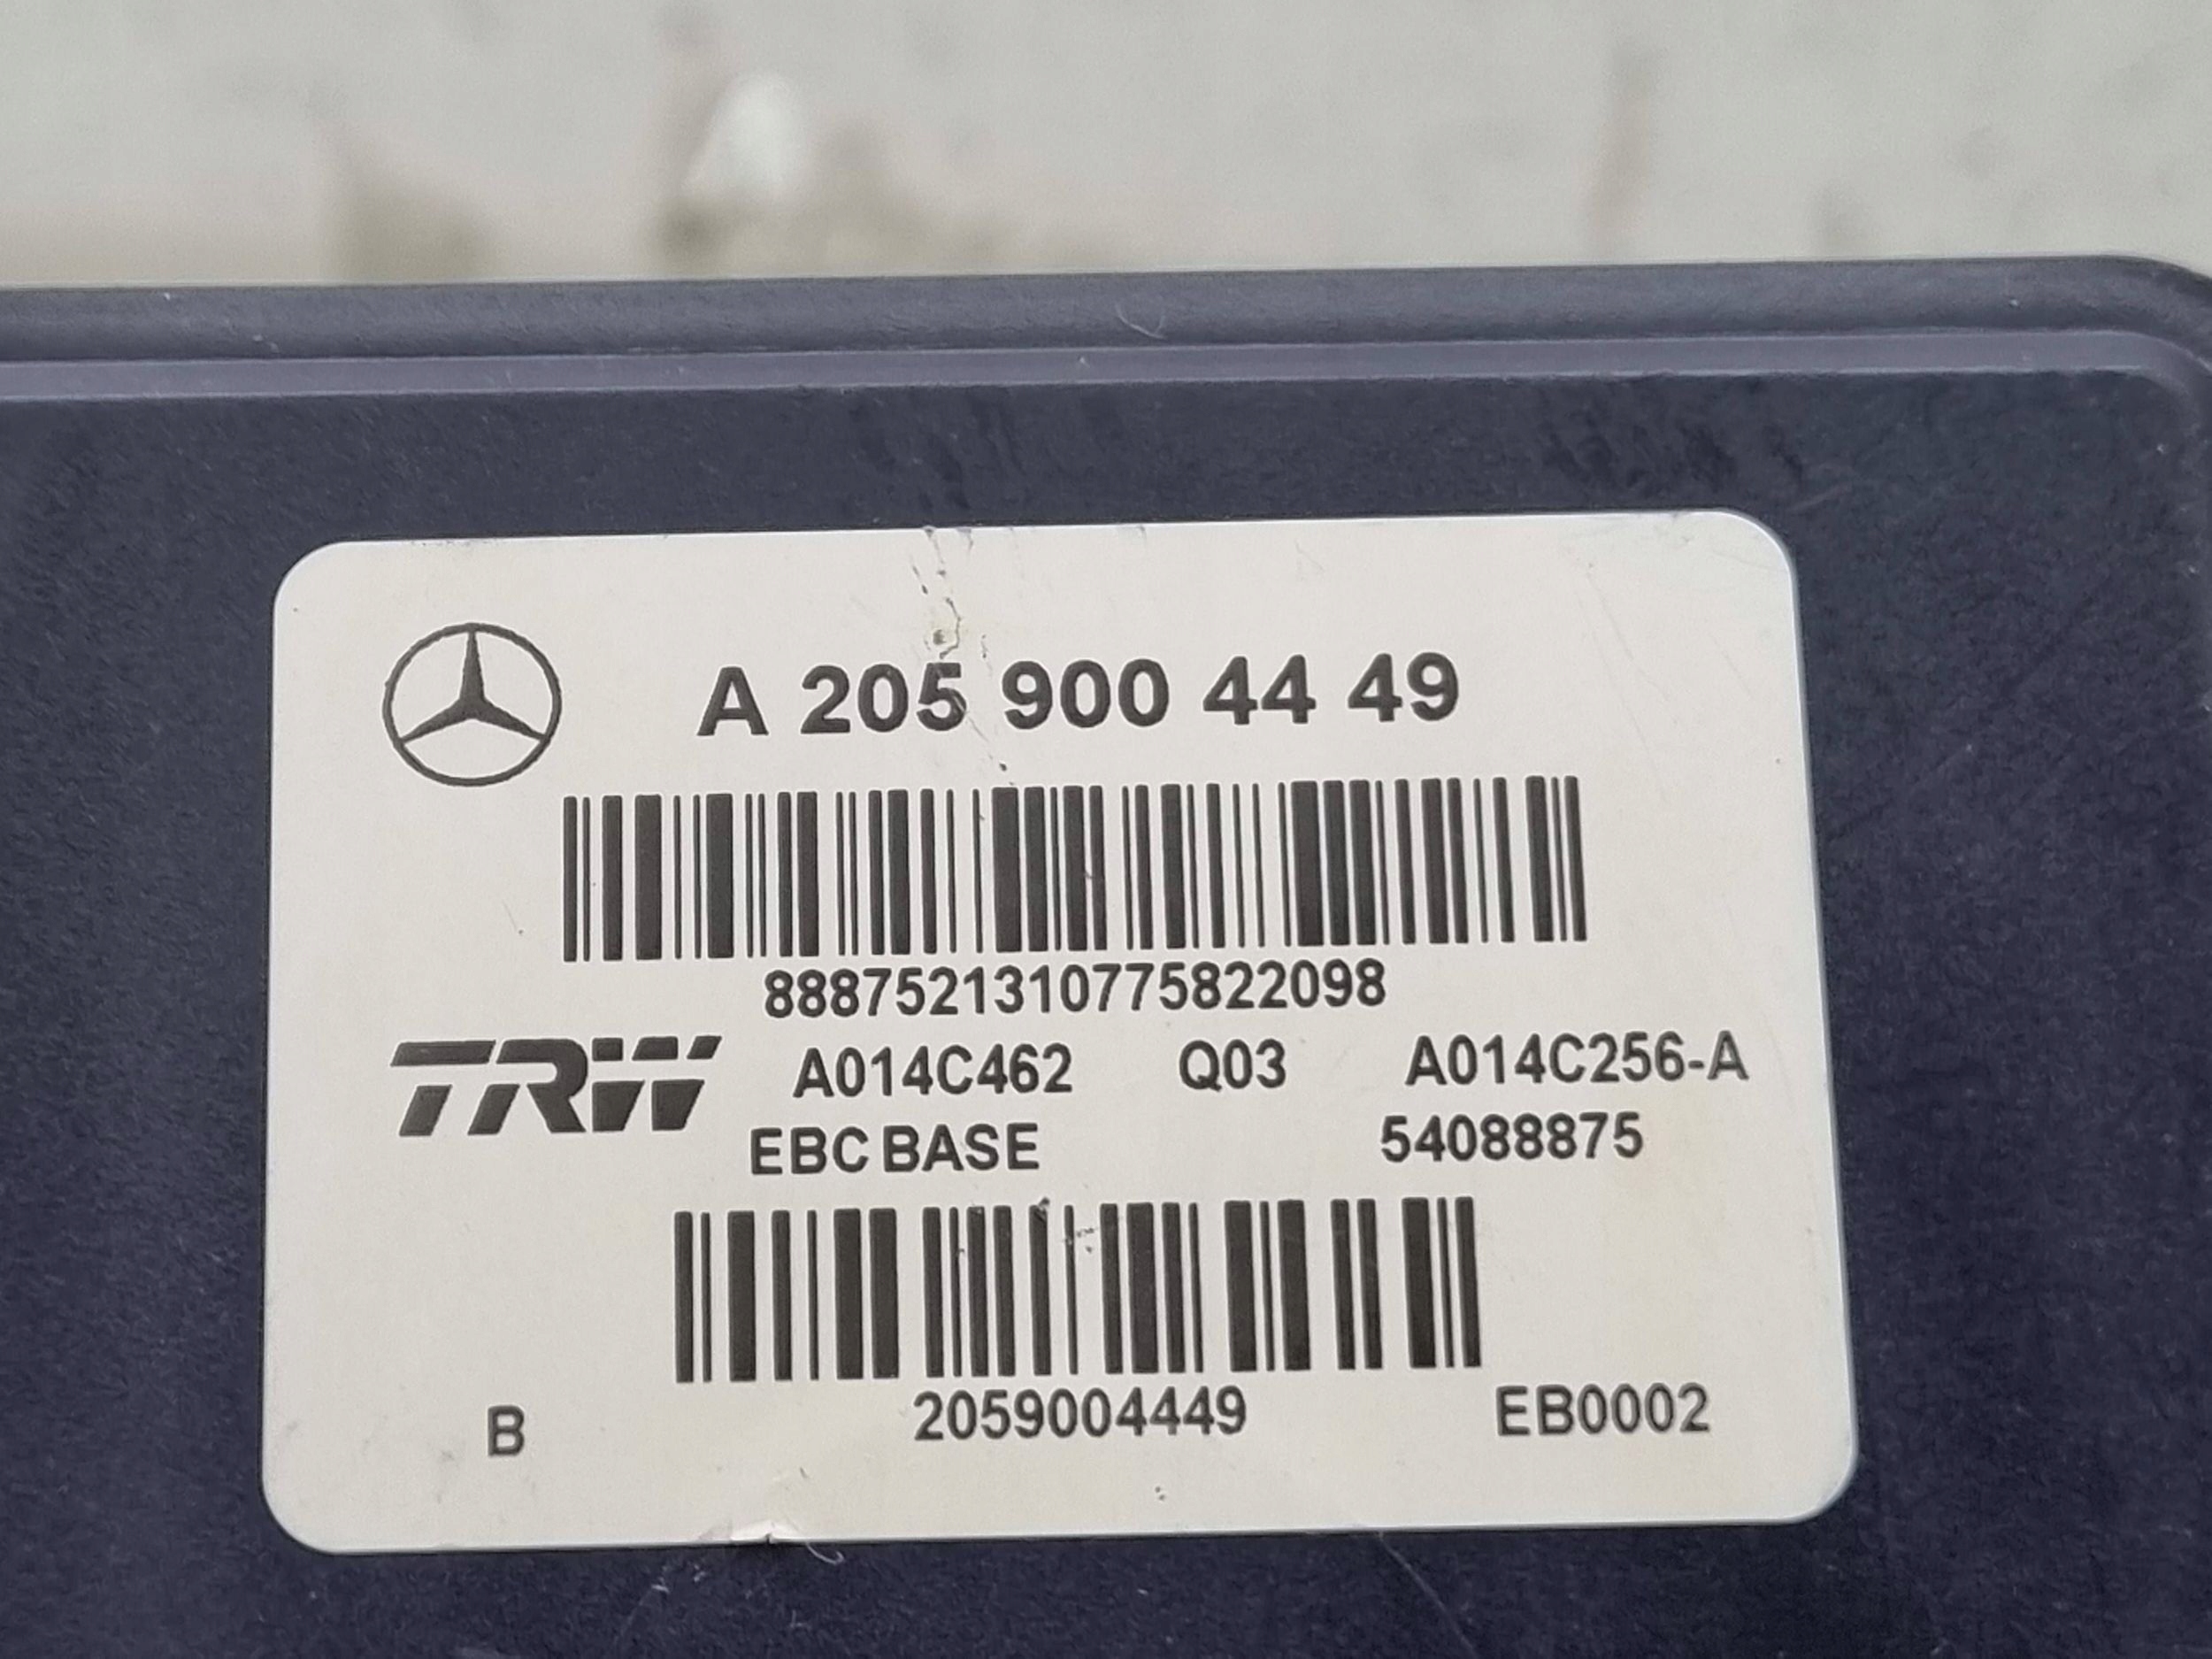 A 205 900 44 49
8887521310775822098
TRW A014C462 Q03 A014C256-A
EBC BASE 54088875
2059004449
B EB0002